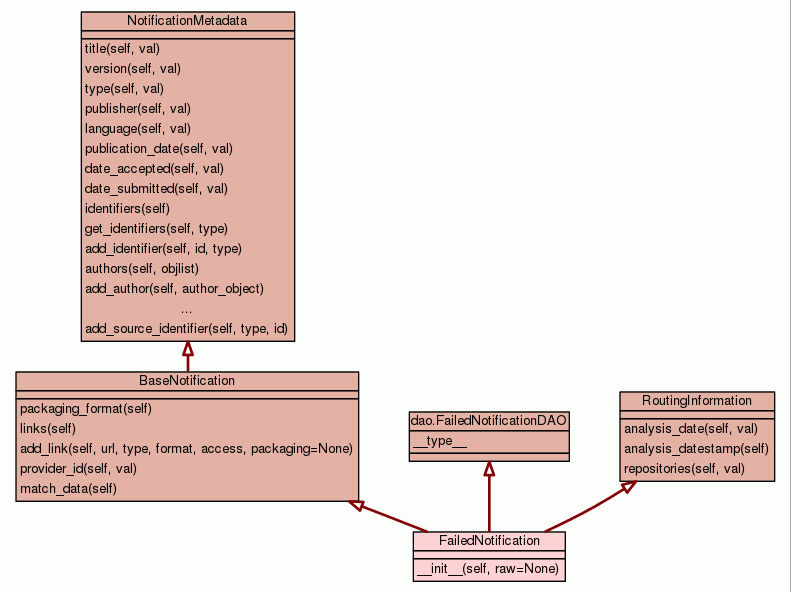 NotificationMetadata
title(self, val)
version(self, val)
type(self, val)
publisher(self, val)
language(self, val)
publication_date(self, val)
date_accepted(self, val)
date_submitted(self, val)
identifiers(self)
get_identifiers(self, type)
add_identifier(self, id, type)
authors(self, objlist)
add_author(self, author_object)
...
add_source_identifier(self, type, id)
BaseNotification
packaging_format(self)
links(self)
add_link(self, url, type, format, access, packaging=None)
provider_id(self, val)
match_data(self)
dao.FailedNotificationDAO
__type__
RoutingInformation
analysis_date(self, val)
analysis_datestamp(self)
repositories(self, val)
FailedNotification
__init__(self, raw=None)